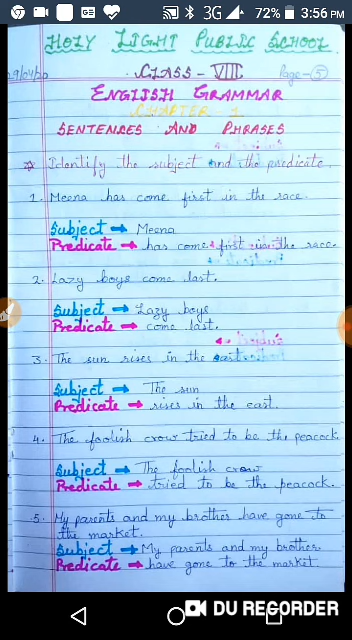 3G 72% 3:56 PM
HOLY LIGHT PUBLIC SCHOOL
CLASS - VIII Page - 5
ENGLISH GRAMMAR
CHAPTER 1
SENTENCES AND PHRASES
Identify the subject and the predicate.
1. Meena has come first in the race.
Subject → Meena
Predicate → has come first in the race.
2. Lazy boys come last.
Subject → Lazy boys
Predicate → come last.
3. The sun rises in the east.
Subject → The sun
Predicate → rises in the east.
4. The foolish crow tried to be the peacock.
Subject → The foolish crow
Predicate → tried to be the peacock.
5. My parents and my brother have gone to
the market.
Subject → My parents and my brother
Predicate → have gone to the market.
DU RECORDER